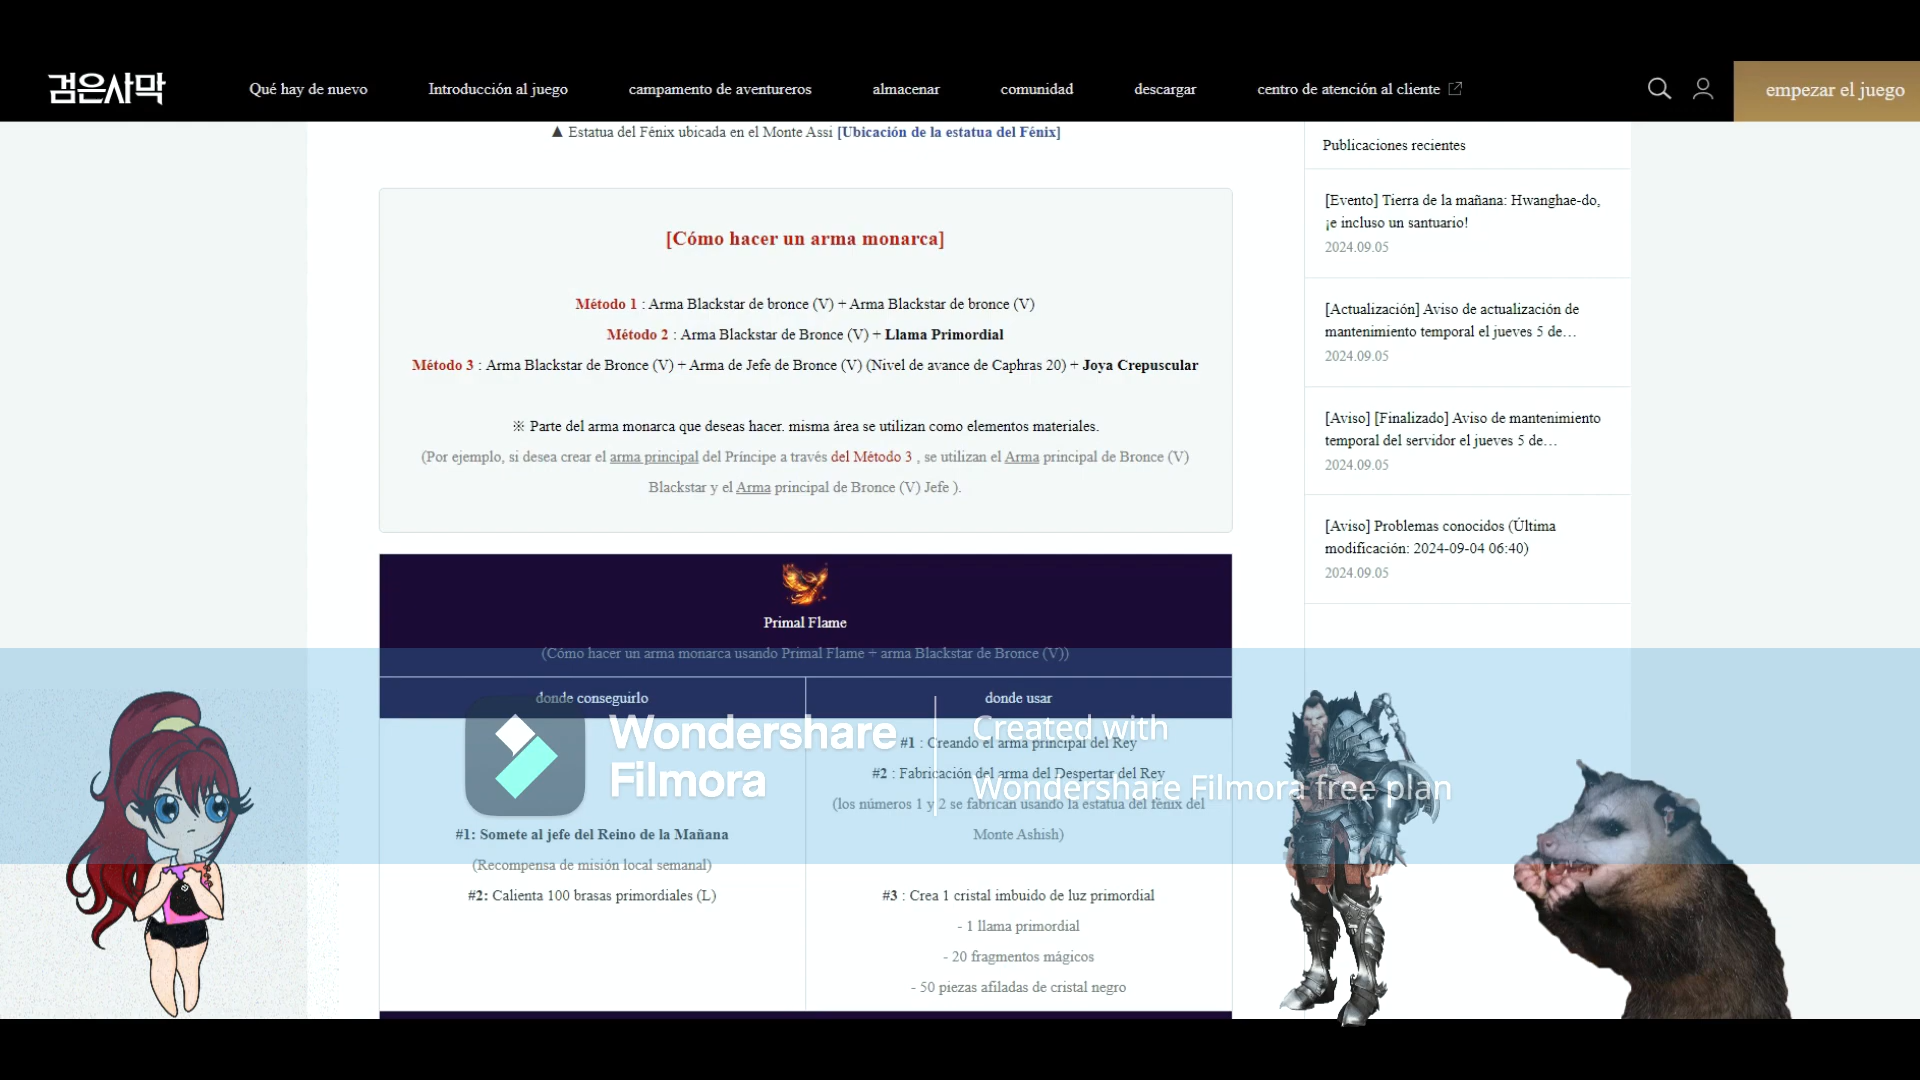 검은사막
Qué hay de nuevo
Introducción al juego
campamento de aventureros
almacenar
comunidad
descargar
centro de atención al cliente
empezar el juego
▲ Estatua del Fénix ubicada en el Monte Assi [Ubicación de la estatua del Fénix]
[Cómo hacer un arma monarca]
Método 1 : Arma Blackstar de bronce (V) + Arma Blackstar de bronce (V)
Método 2 : Arma Blackstar de Bronce (V) + Llama Primordial
Método 3 : Arma Blackstar de Bronce (V) + Arma de Jefe de Bronce (V) (Nivel de avance de Caphras 20) + Joya Crepuscular
※ Parte del arma monarca que deseas hacer. misma área se utilizan como elementos materiales.
(Por ejemplo, si desea crear el arma principal del Príncipe a través del Método 3 , se utilizan el Arma principal de Bronce (V)
Blackstar y el Arma principal de Bronce (V) Jefe ).
Primal Flame
(Cómo hacer un arma monarca usando Primal Flame + arma Blackstar de Bronce (V))
donde conseguirlo
donde usar
#1: Somete al jefe del Reino de la Mañana
(Recompensa de misión local semanal)
#2: Calienta 100 brasas primordiales (L)
#1 : Creando el arma principal del Rey
#2 : Fabricación del arma del Despertar del Rey
(los números 1 y 2 se fabrican usando la estatua del fénix del
Monte Ashish)
#3 : Crea 1 cristal imbuido de luz primordial
- 1 llama primordial
- 20 fragmentos mágicos
- 50 piezas afiladas de cristal negro
Publicaciones recientes
[Evento] Tierra de la mañana: Hwanghae-do,
¡e incluso un santuario!
2024.09.05
[Actualización] Aviso de actualización de
mantenimiento temporal el jueves 5 de…
2024.09.05
[Aviso] [Finalizado] Aviso de mantenimiento
temporal del servidor el jueves 5 de…
2024.09.05
[Aviso] Problemas conocidos (Última
modificación: 2024-09-04 06:40)
2024.09.05
Wondershare
Filmora
Created with
Wondershare Filmora free plan